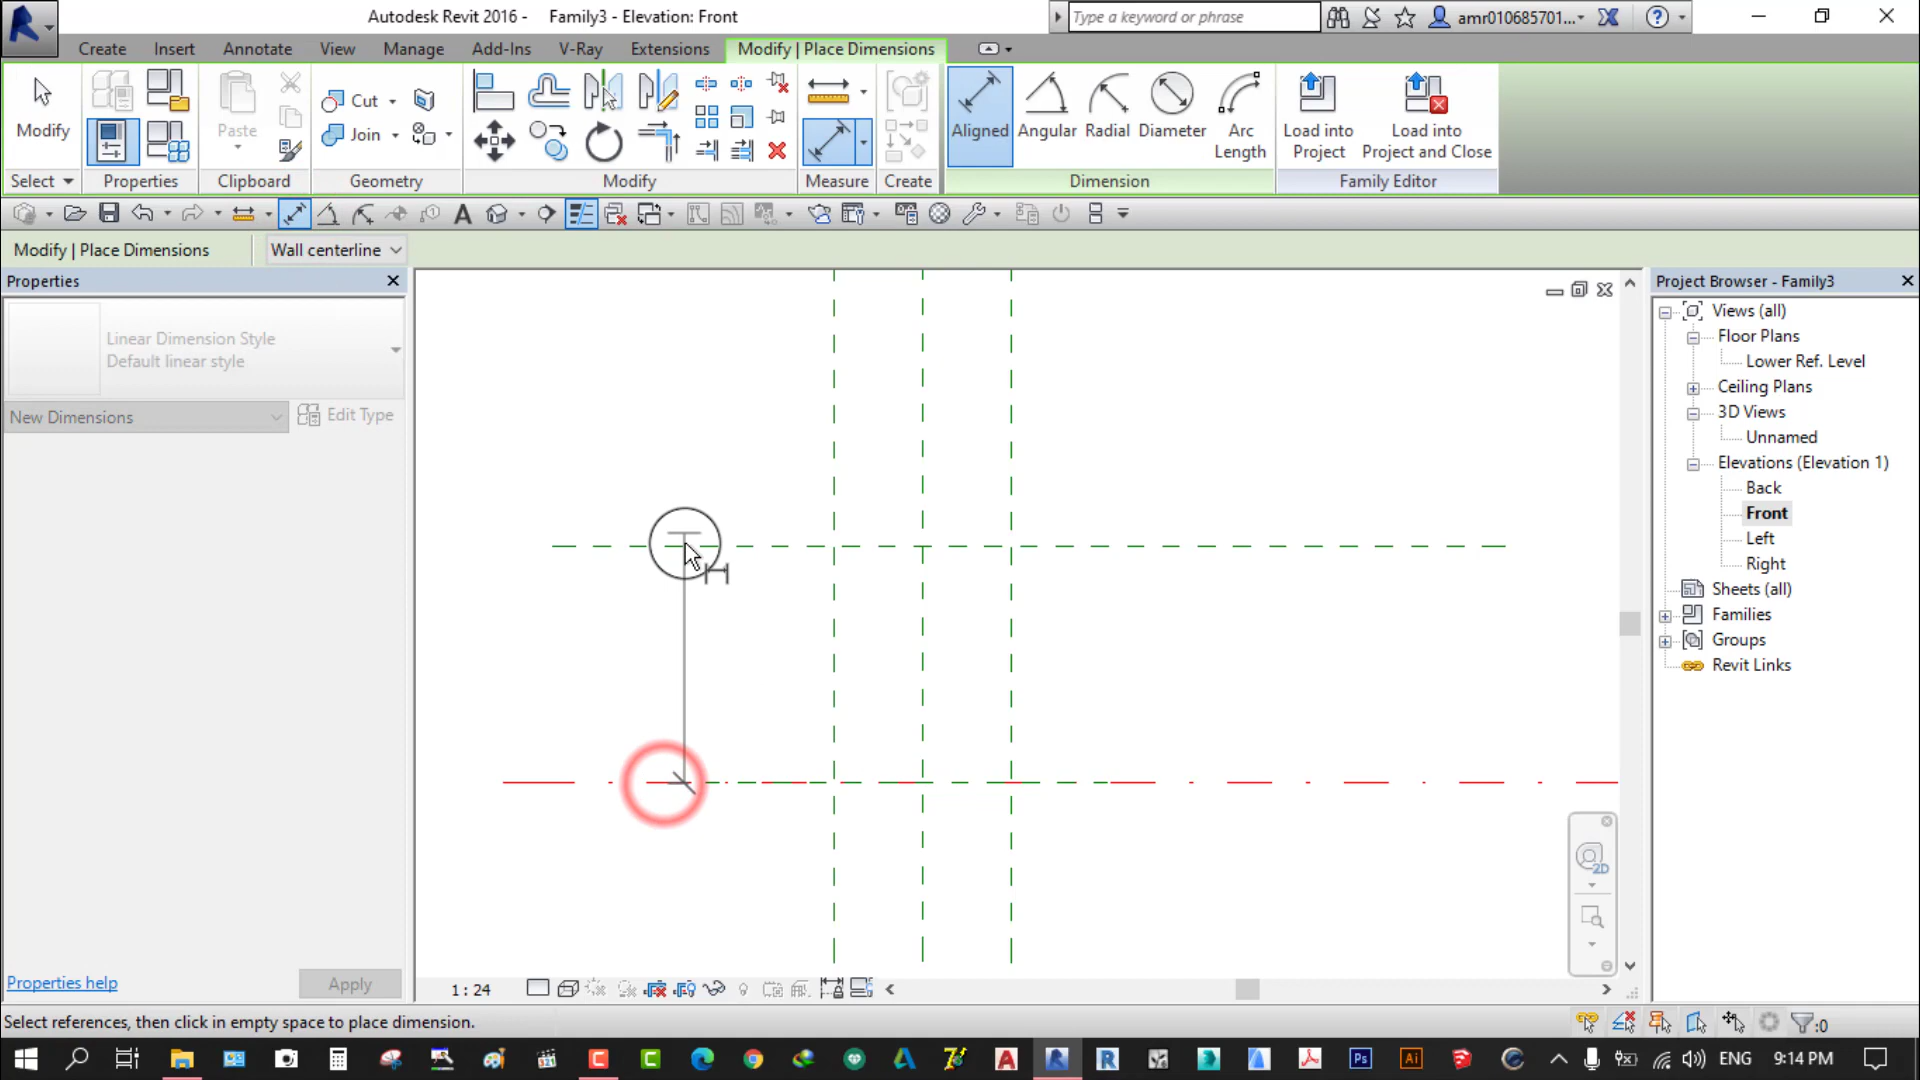 Autodesk Revit 2016 - Family3 - Elevation: Front
Type a keyword or phrase
amr010685701...
Create Insert Annotate View Manage Add-Ins V-Ray Extensions Modify | Place Dimensions
Modify
Paste
Cut
Join
Aligned Angular Radial Diameter Arc Length
Load into Project
Load into Project and Close
Select Properties Clipboard Geometry Modify Measure Create Dimension Family Editor
Modify | Place Dimensions Wall centerline
Properties
Linear Dimension Style
Default linear style
New Dimensions Edit Type
Properties help Apply
Project Browser - Family3
Views (all)
Floor Plans
Lower Ref. Level
Ceiling Plans
3D Views
Unnamed
Elevations (Elevation 1)
Back
Front
Left
Right
Sheets (all)
Families
Groups
Revit Links
2D
1 : 24
Select references, then click in empty space to place dimension.
:0
ENG 9:14 PM